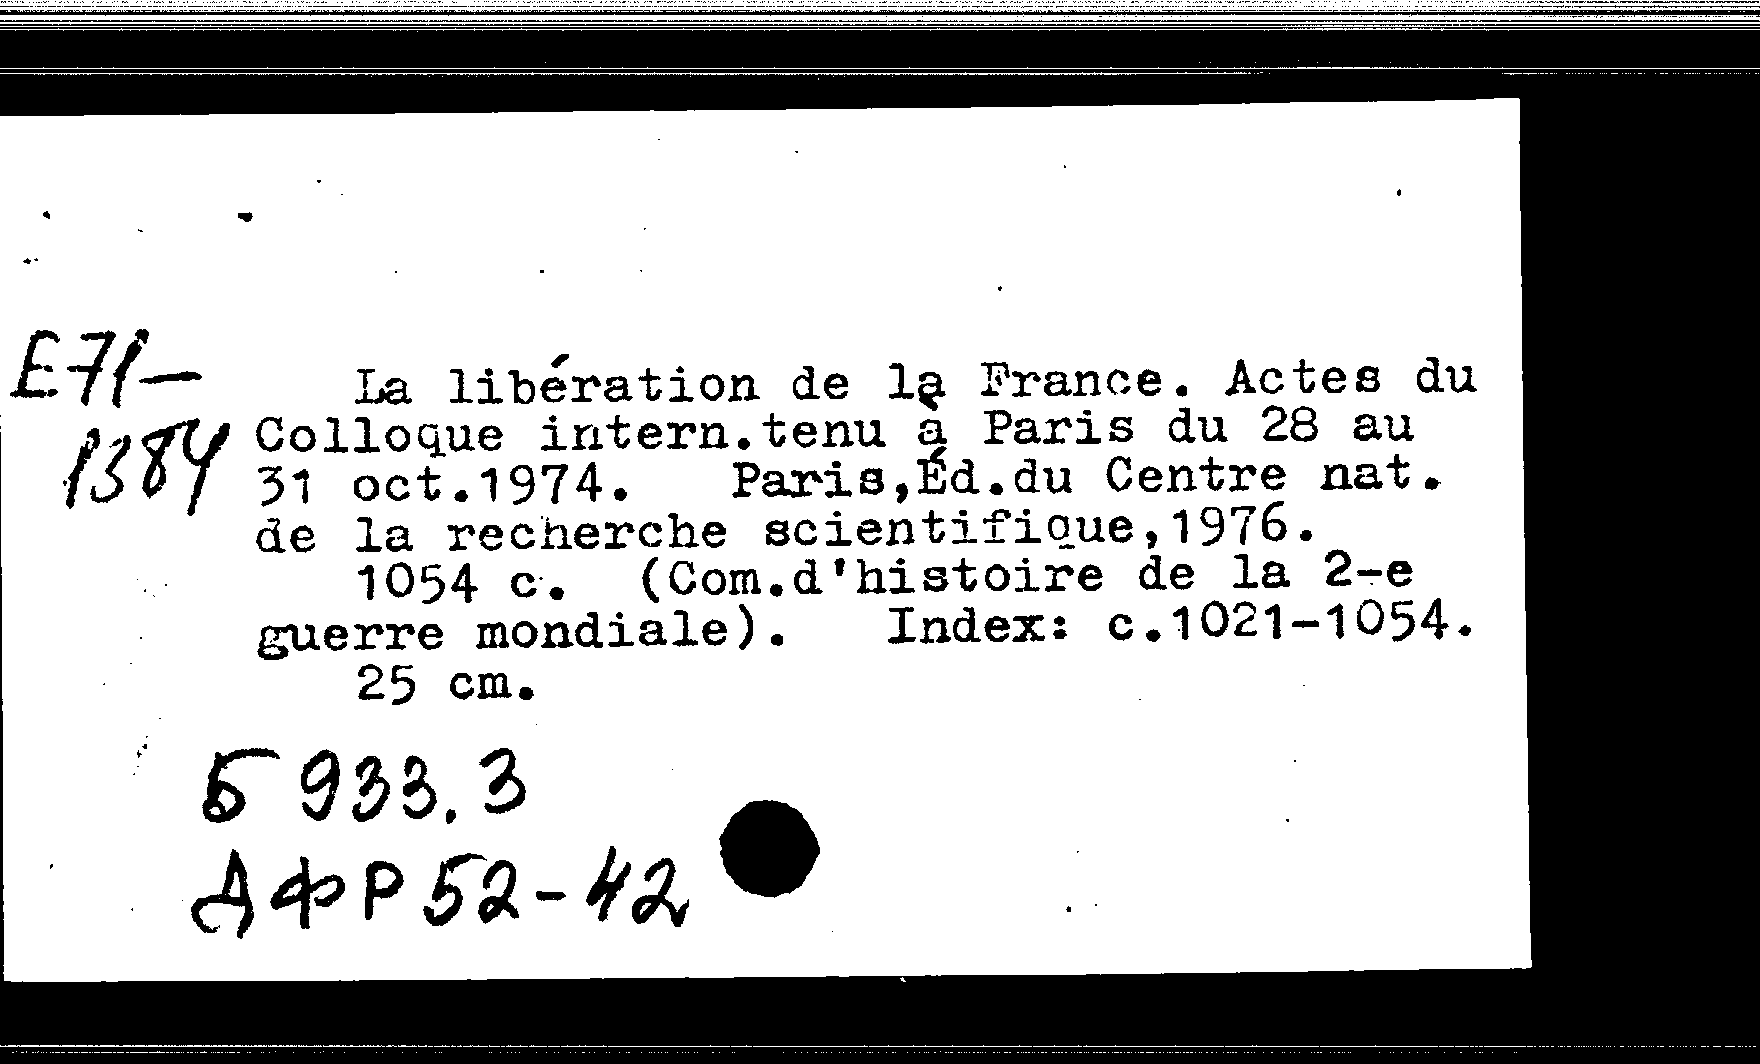 E71-
1384
La libération de la France. Actes du
Colloque intern.tenu à Paris du 28 au
31 oct.1974. Paris,Éd.du Centre nat.
de la recherche scientifique,1976.
1054 с. (Com.d'histoire de la 2-e
guerre mondiale). Index: с.1021-1054.
25 cm.
Б 933.3
ДФР52-42